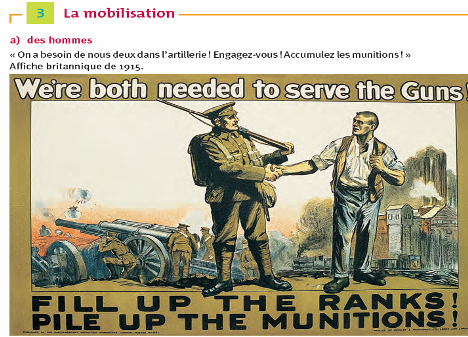 3 La mobilisation
a) des hommes
« On a besoin de nous deux dans l'artillerie ! Engagez-vous ! Accumulez les munitions ! »
Affiche britannique de 1915.
We're both needed to serve the Guns!
FILL UP THE RANKS!
PILE UP THE MUNITIONS!